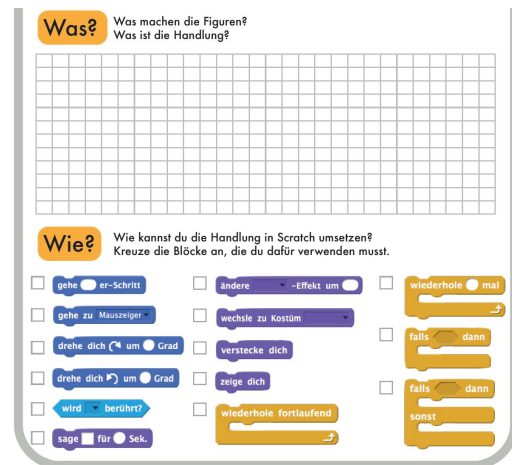 Was?
Was machen die Figuren?
Was ist die Handlung?
Wie?
Wie kannst du die Handlung in Scratch umsetzen?
Kreuze die Blöcke an, die du dafür verwenden musst.
gehe er-Schritt
gehe zu Mauszeiger
drehe dich um Grad
drehe dich um Grad
wird berührt?
sage für Sek.
ändere -Effekt um
wechsle zu Kostüm
verstecke dich
zeige dich
wiederhole fortlaufend
wiederhole mal
falls dann
falls dann
sonst